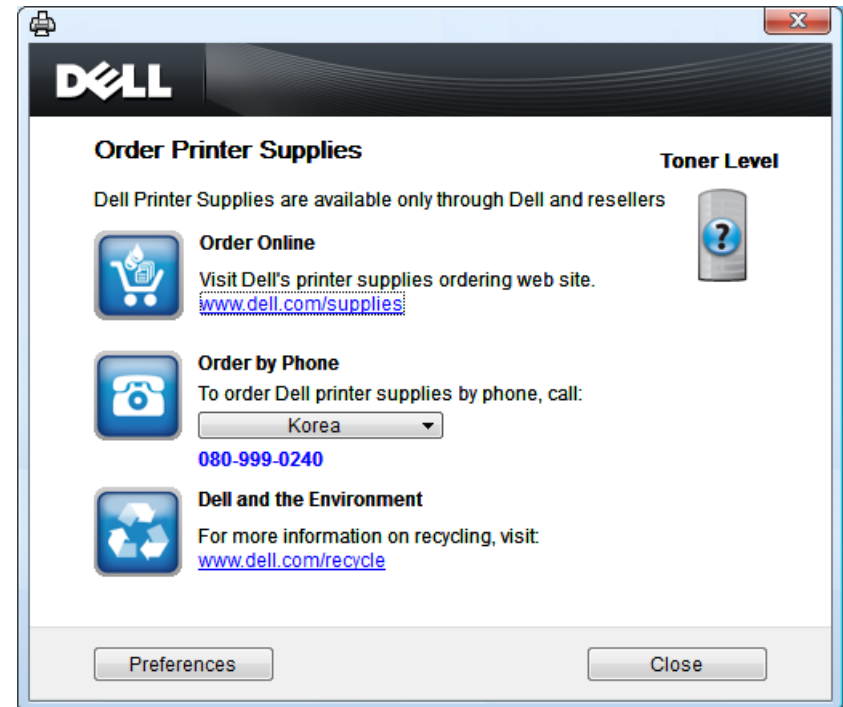 DELL
Order Printer Supplies
Toner Level
Dell Printer Supplies are available only through Dell and resellers
?
Order Online
Visit Dell's printer supplies ordering web site.
www.dell.com/supplies
Order by Phone
To order Dell printer supplies by phone, call:
Korea
080-999-0240
Dell and the Environment
For more information on recycling, visit:
www.dell.com/recycle
Preferences
Close